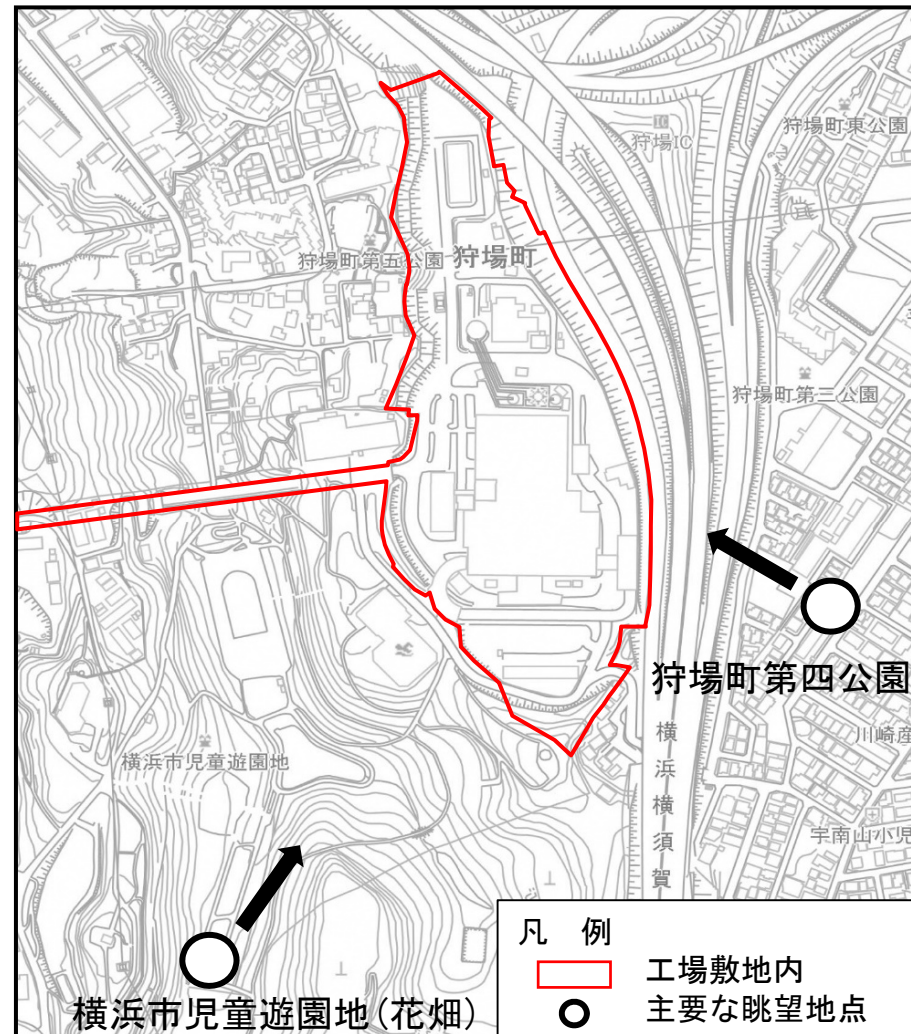 狩場町東公園
狩場IC
狩場町第五公園
狩場町
狩場町第三公園
狩場町第四公園
川崎産
横浜市児童遊園地
横浜横須賀
宇南山小児
横浜市児童遊園地(花畑)
凡 例
工場敷地内
主要な眺望地点